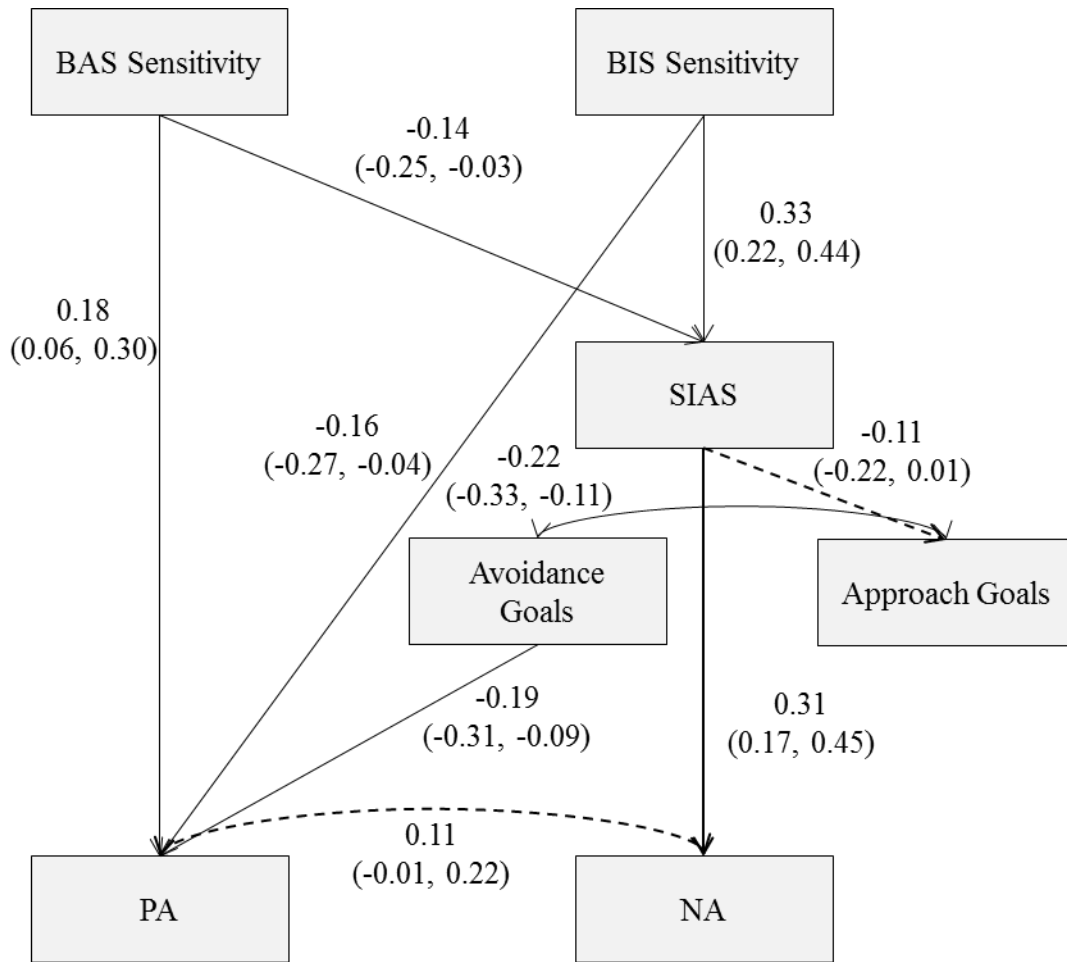 BAS Sensitivity
BIS Sensitivity
-0.14
(-0.25, -0.03)
0.33
(0.22, 0.44)
0.18
(0.06, 0.30)
SIAS
-0.16
(-0.27, -0.04)
-0.22
(-0.33, -0.11)
-0.11
(-0.22, 0.01)
Avoidance
Goals
Approach Goals
-0.19
(-0.31, -0.09)
0.31
(0.17, 0.45)
0.11
(-0.01, 0.22)
PA
NA